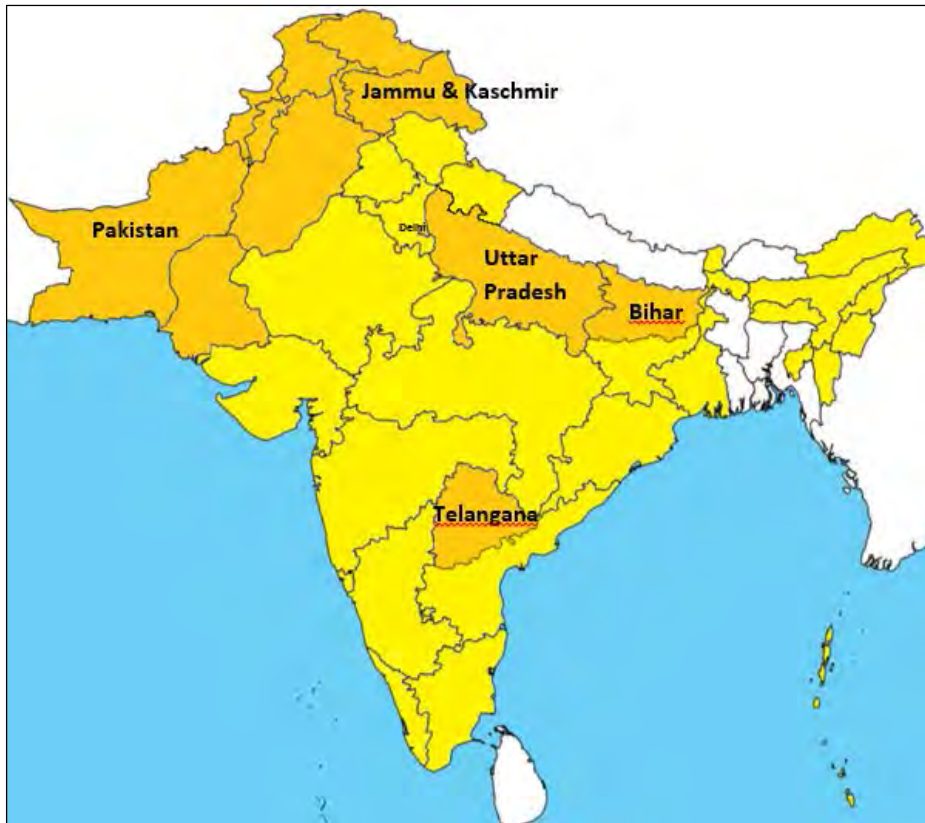 Jammu & Kaschmir
Pakistan
Delhi
Uttar
Pradesh
Bihar
Telangana